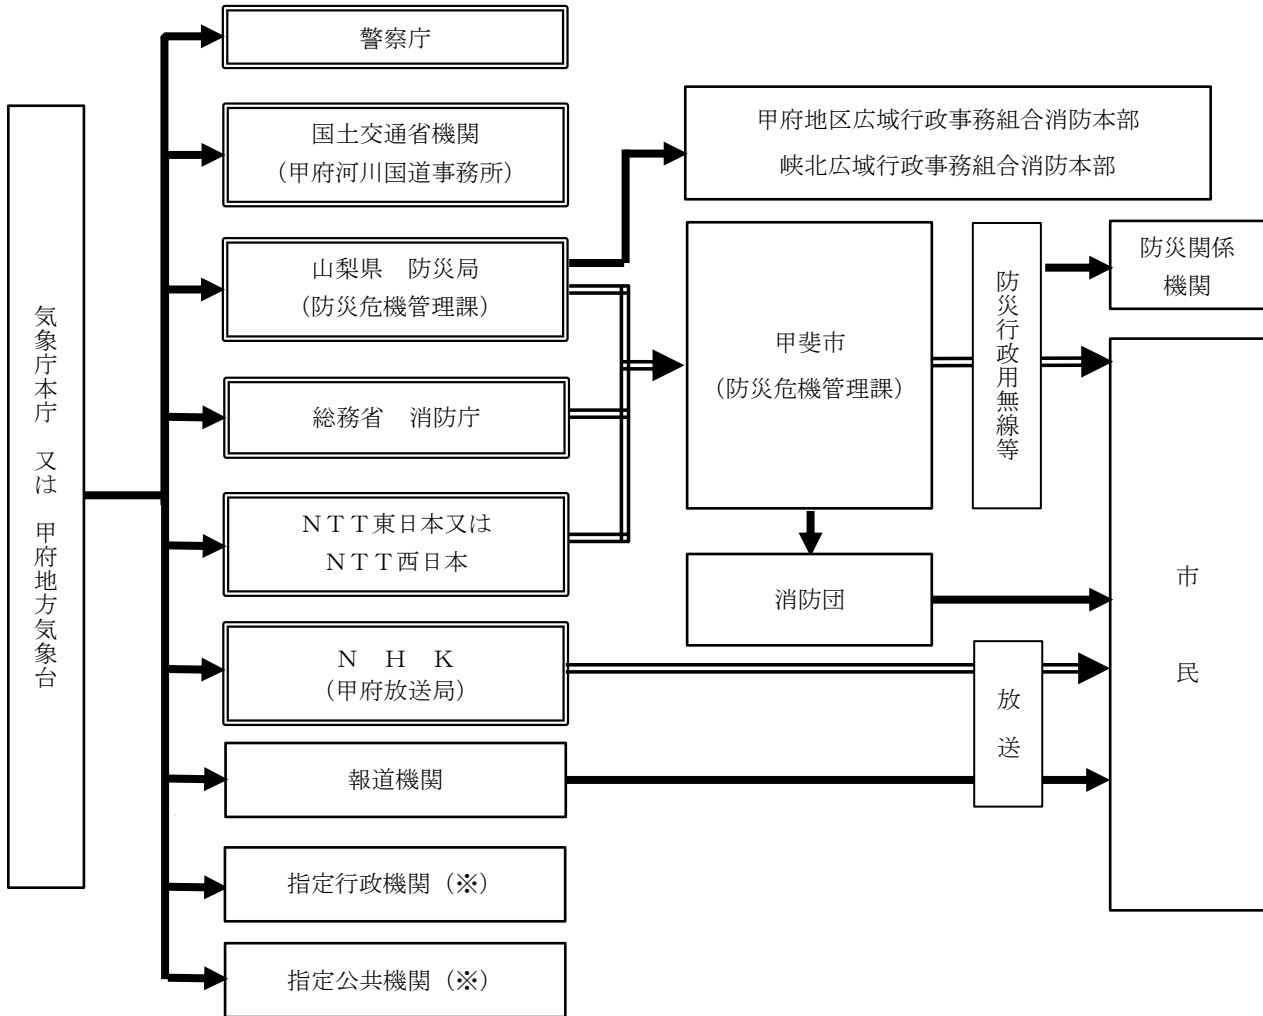 気象庁本庁　又は　甲府地方気象台
警察庁
国土交通省機関
（甲府河川国道事務所）
山梨県　防災局
（防災危機管理課）
総務省　消防庁
ＮＴＴ東日本又は
ＮＴＴ西日本
Ｎ　Ｈ　Ｋ
（甲府放送局）
報道機関
指定行政機関（※）
指定公共機関（※）
甲府地区広域行政事務組合消防本部
峡北広域行政事務組合消防本部
甲斐市
（防災危機管理課）
消防団
防災行政用無線等
放送
防災関係
機関
市民